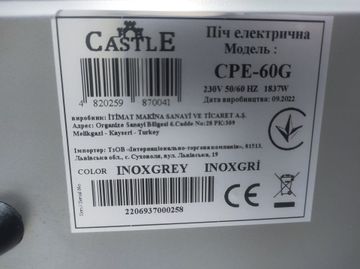 CASTLE
Піч електрична
Модель :
CPE-60G
230V 50/60 HZ 1837W
Дата виробництва: 09.2022
4 820259 870041
виробник: İTİMAT MAKİNA SANAYİ VE TİCARET A.Ş.
Адрес: Organize Sanayi Bölgesi 6.Cadde No:28 PK:309
Melikgazi - Kayseri - Turkey
Імпортер: ТзОВ «Інтернаціонально-торгова компанія», 81513,
Львівська обл., с. Суховоля, вул. Львівська, 19
COLOR INOXGREY INOXGRİ
2206937000258
CE